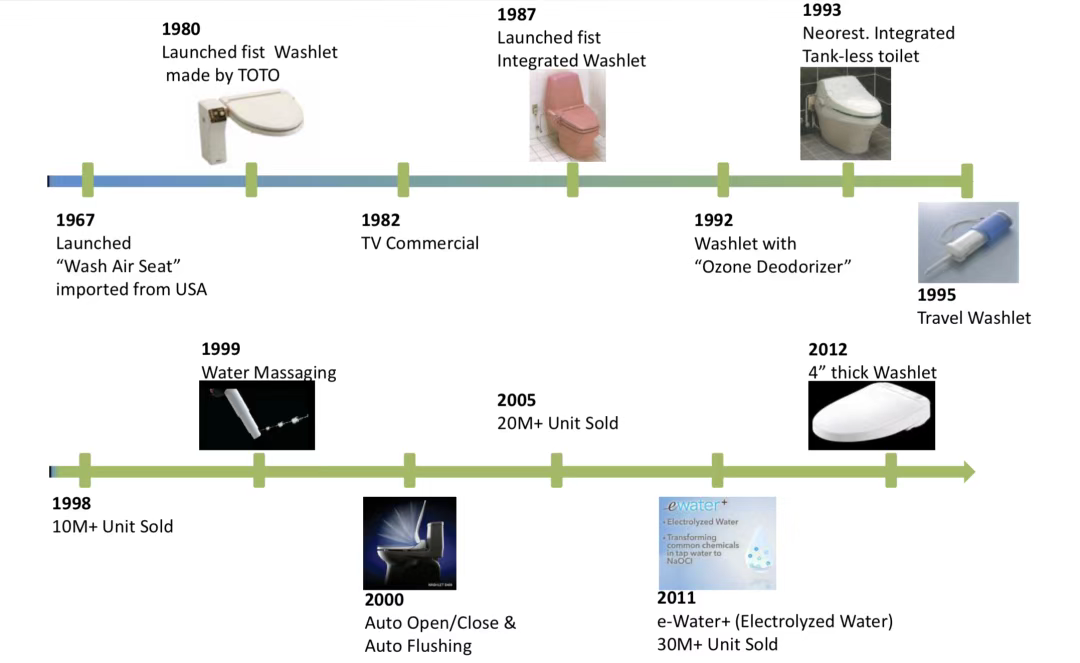 1980
Launched fist Washlet
made by TOTO
1987
Launched fist
Integrated Washlet
1993
Neorest. Integrated
Tank-less toilet
1967
Launched
“Wash Air Seat”
imported from USA
1982
TV Commercial
1992
Washlet with
“Ozone Deodorizer”
1995
Travel Washlet
1999
Water Massaging
2005
20M+ Unit Sold
2012
4” thick Washlet
1998
10M+ Unit Sold
WASHLET S400
2000
Auto Open/Close &
Auto Flushing
ewater+
• Electrolyzed Water
• Transforming
common chemicals
in tap water to
NaOCl
2011
e-Water+ (Electrolyzed Water)
30M+ Unit Sold